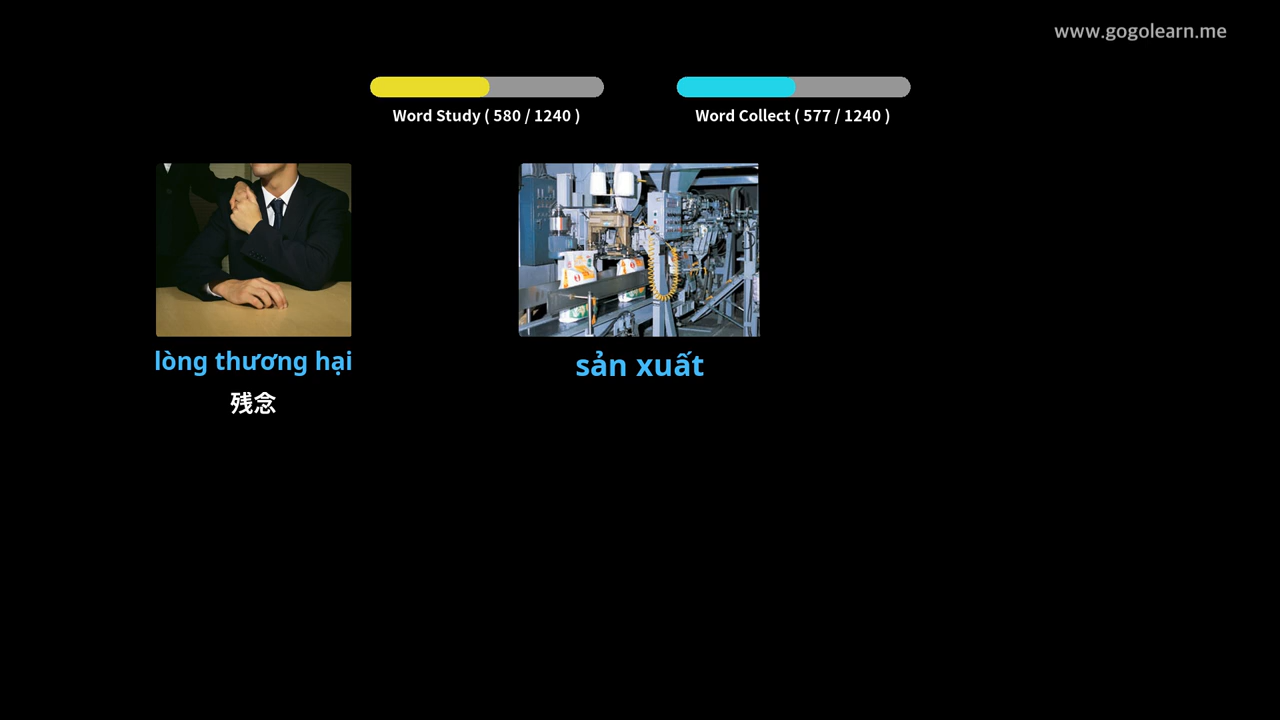 www.gogolearn.me
Word Study ( 580 / 1240 )
Word Collect ( 577 / 1240 )
lòng thương hại
残念
sản xuất